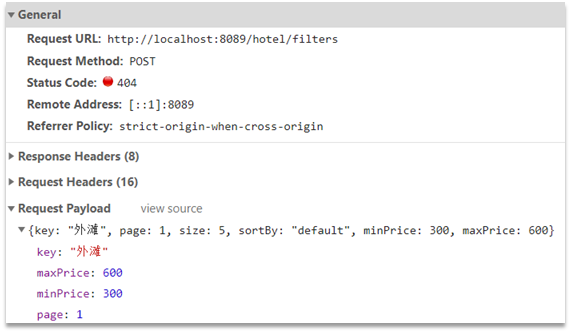 General
Request URL: http://localhost:8089/hotel/filters
Request Method: POST
Status Code: 404
Remote Address: [::1]:8089
Referrer Policy: strict-origin-when-cross-origin
Response Headers (8)
Request Headers (16)
Request Payload view source
{key: "外滩", page: 1, size: 5, sortBy: "default", minPrice: 300, maxPrice: 600}
key: "外滩"
maxPrice: 600
minPrice: 300
page: 1